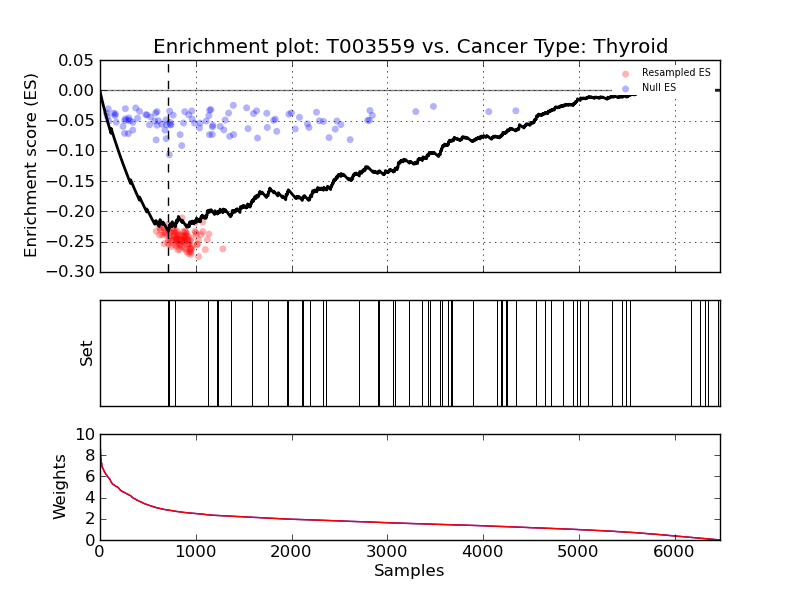 Enrichment plot: T003559 vs. Cancer Type: Thyroid
Enrichment score (ES)
0.05
0.00
−0.05
−0.10
−0.15
−0.20
−0.25
−0.30
Resampled ES
Null ES
Set
Weights
10
8
6
4
2
0
0 1000 2000 3000 4000 5000 6000
Samples